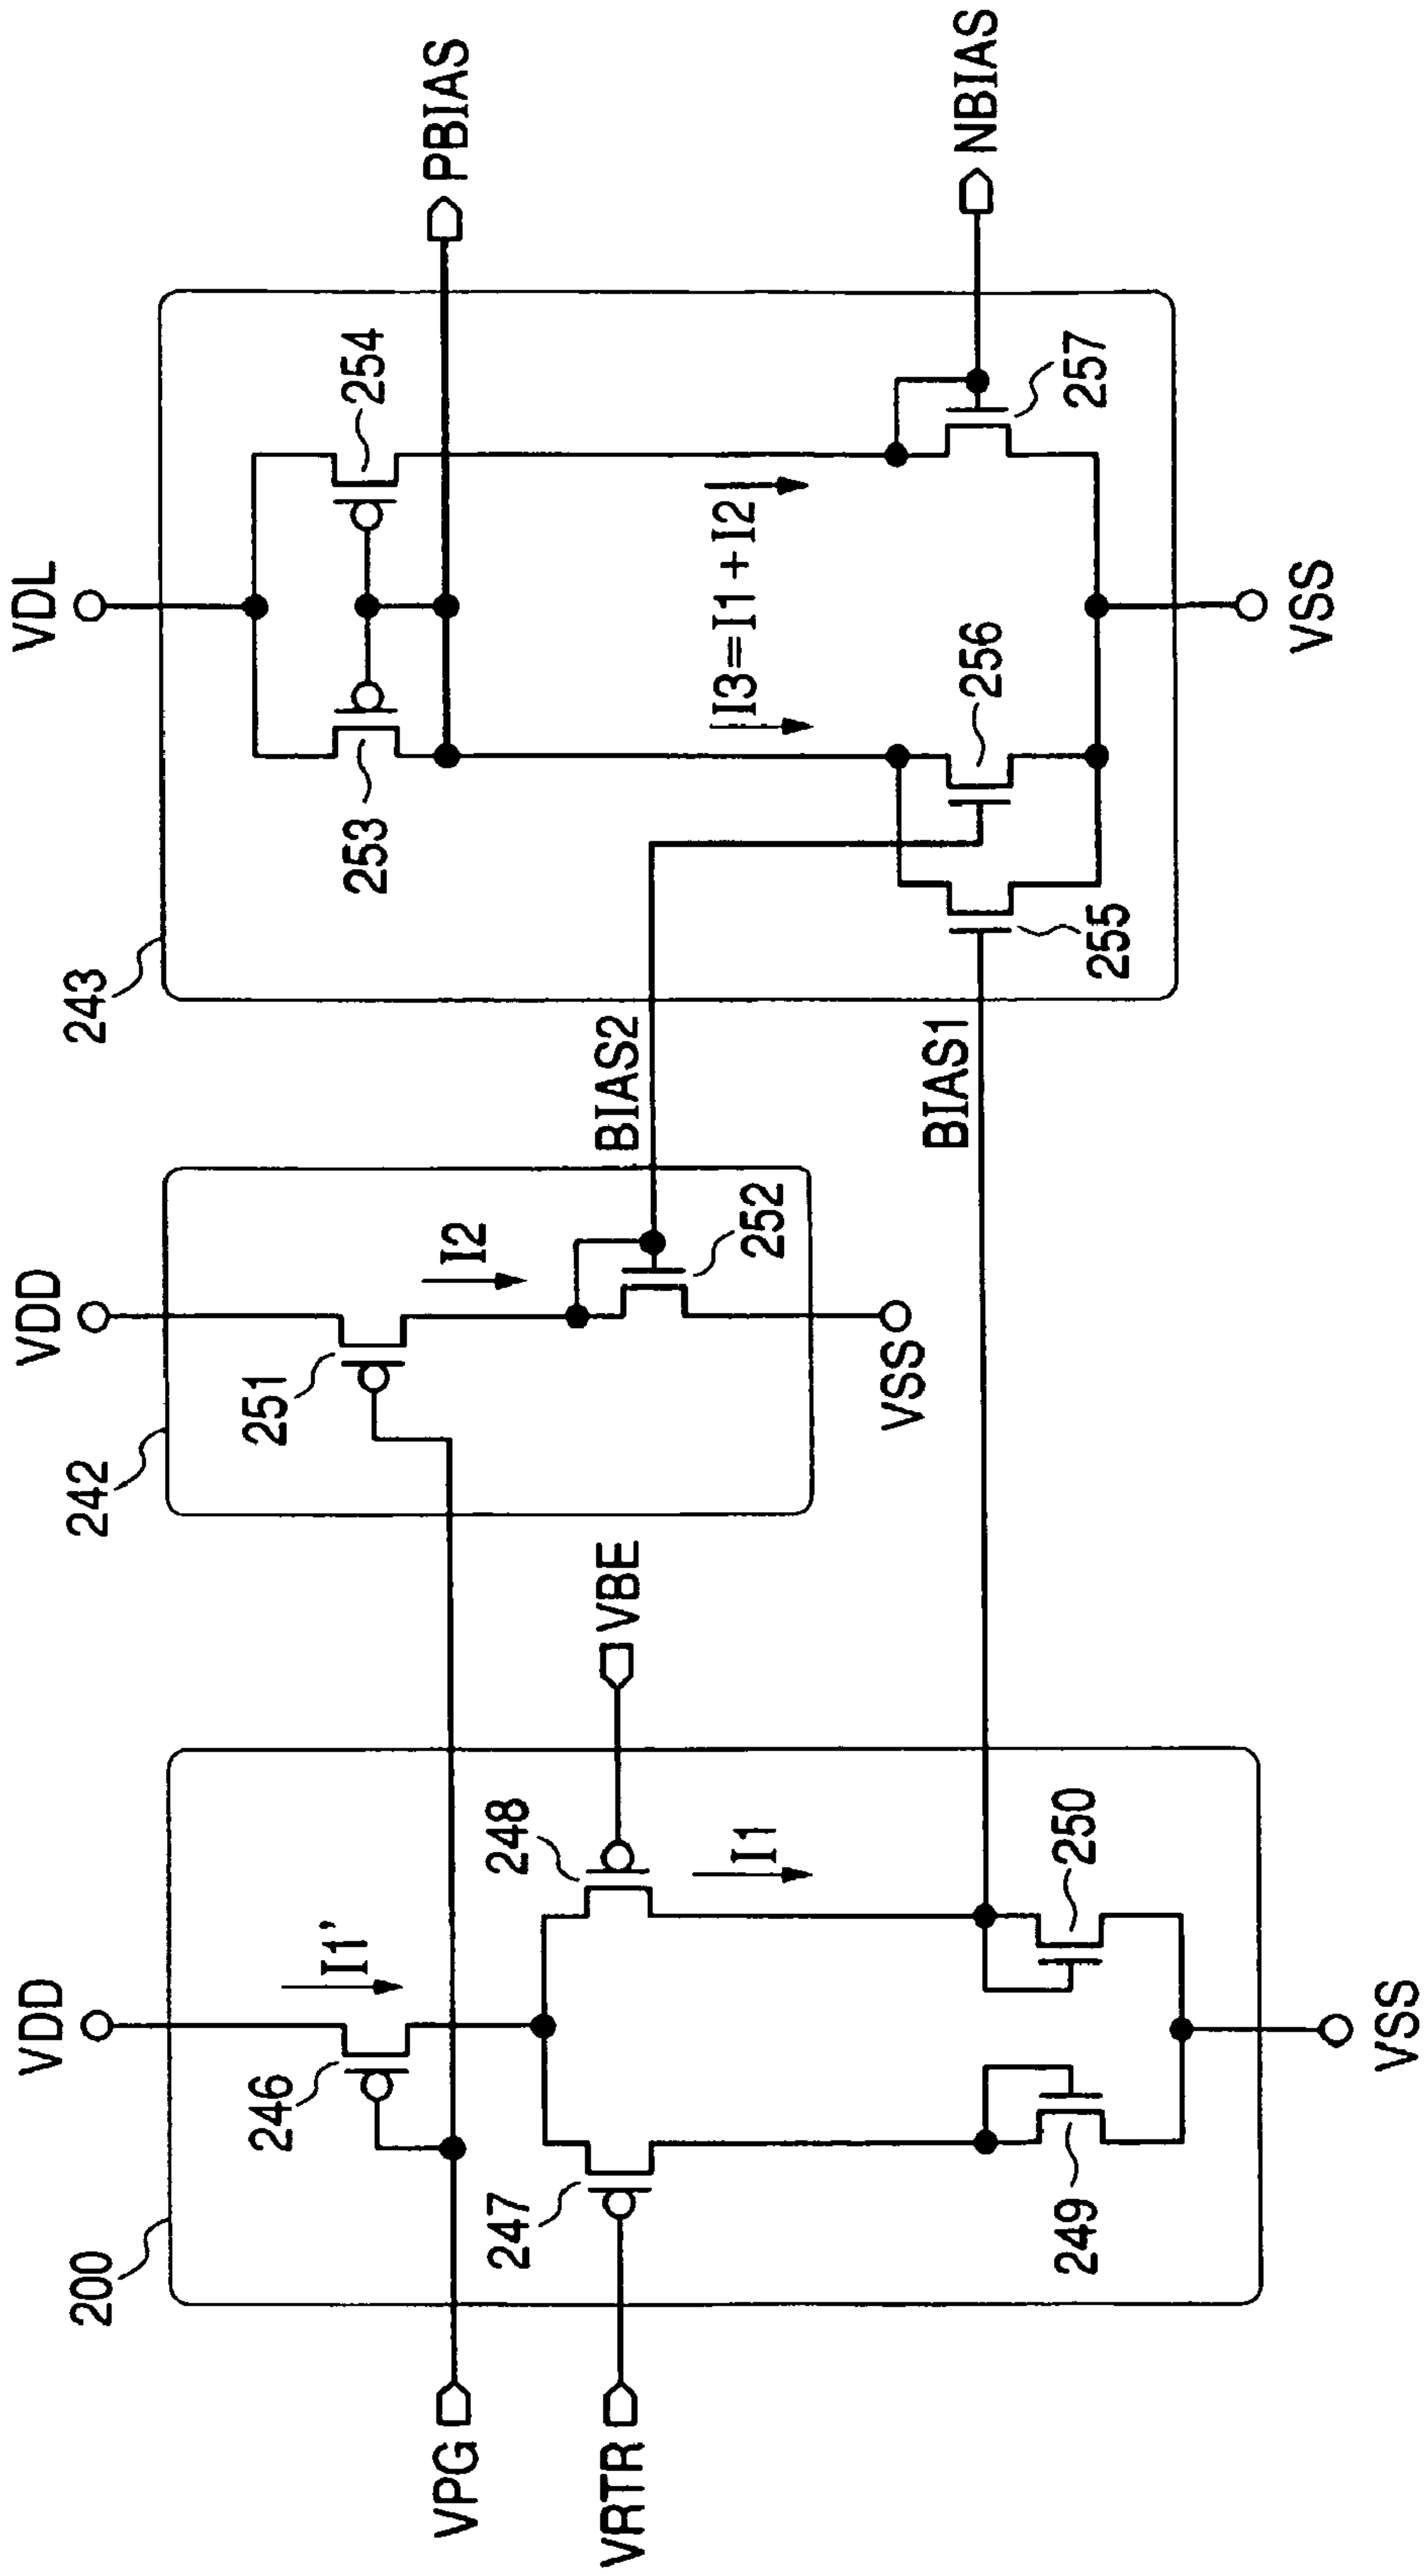 200
VDD
I1'
246
VPG
247
VRTR
248
VBE
I1
249
250
VSS
242
VDD
251
I2
252
VSS
BIAS2
BIAS1
243
VDL
253
254
PBIAS
I3=I1+I2
255
256
257
NBIAS
VSS